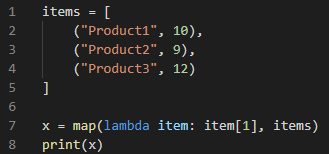 1 items = [
2     ("Product1", 10),
3     ("Product2", 9),
4     ("Product3", 12)
5 ]
6
7 x = map(lambda item: item[1], items)
8 print(x)